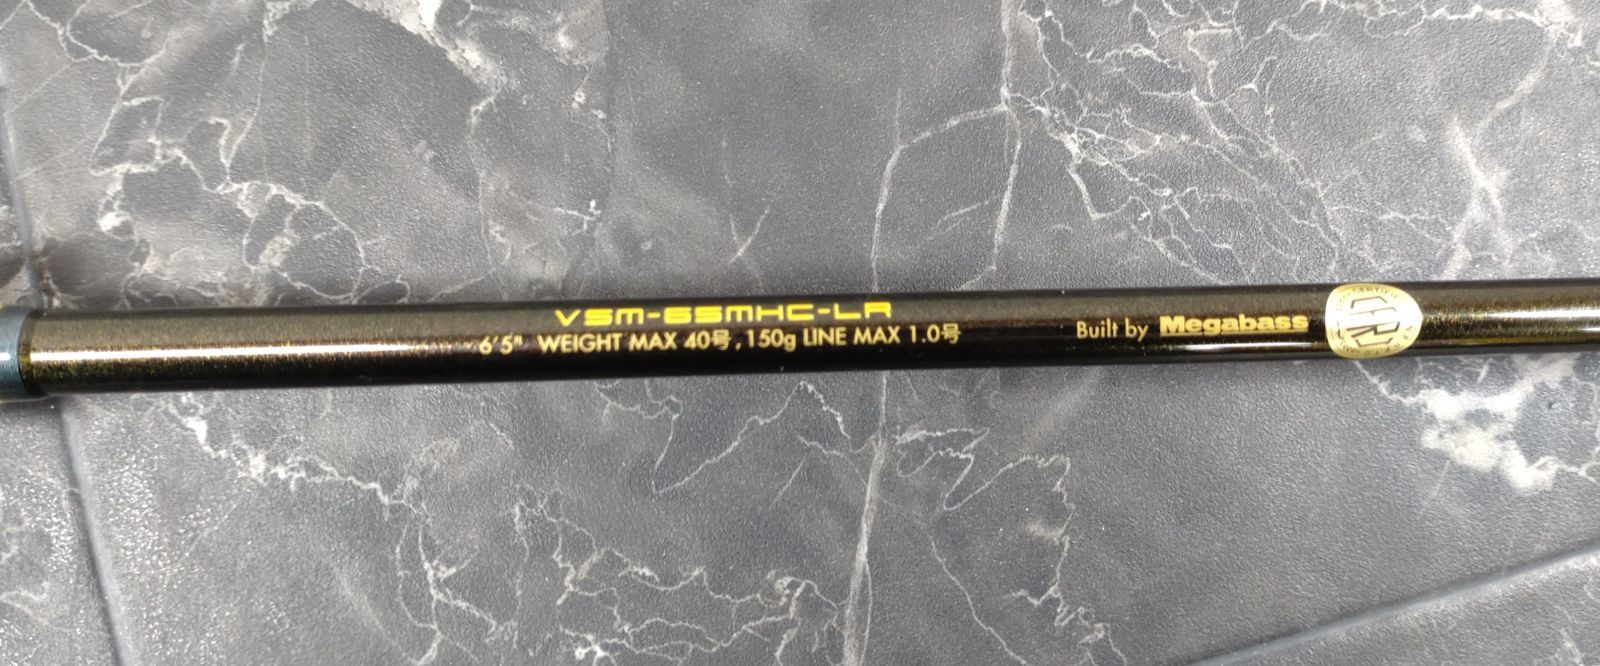 VSM-65MHC-LR
6'5" WEIGHT MAX 40号,150g LINE MAX 1.0号
Built by Megabass
CFR